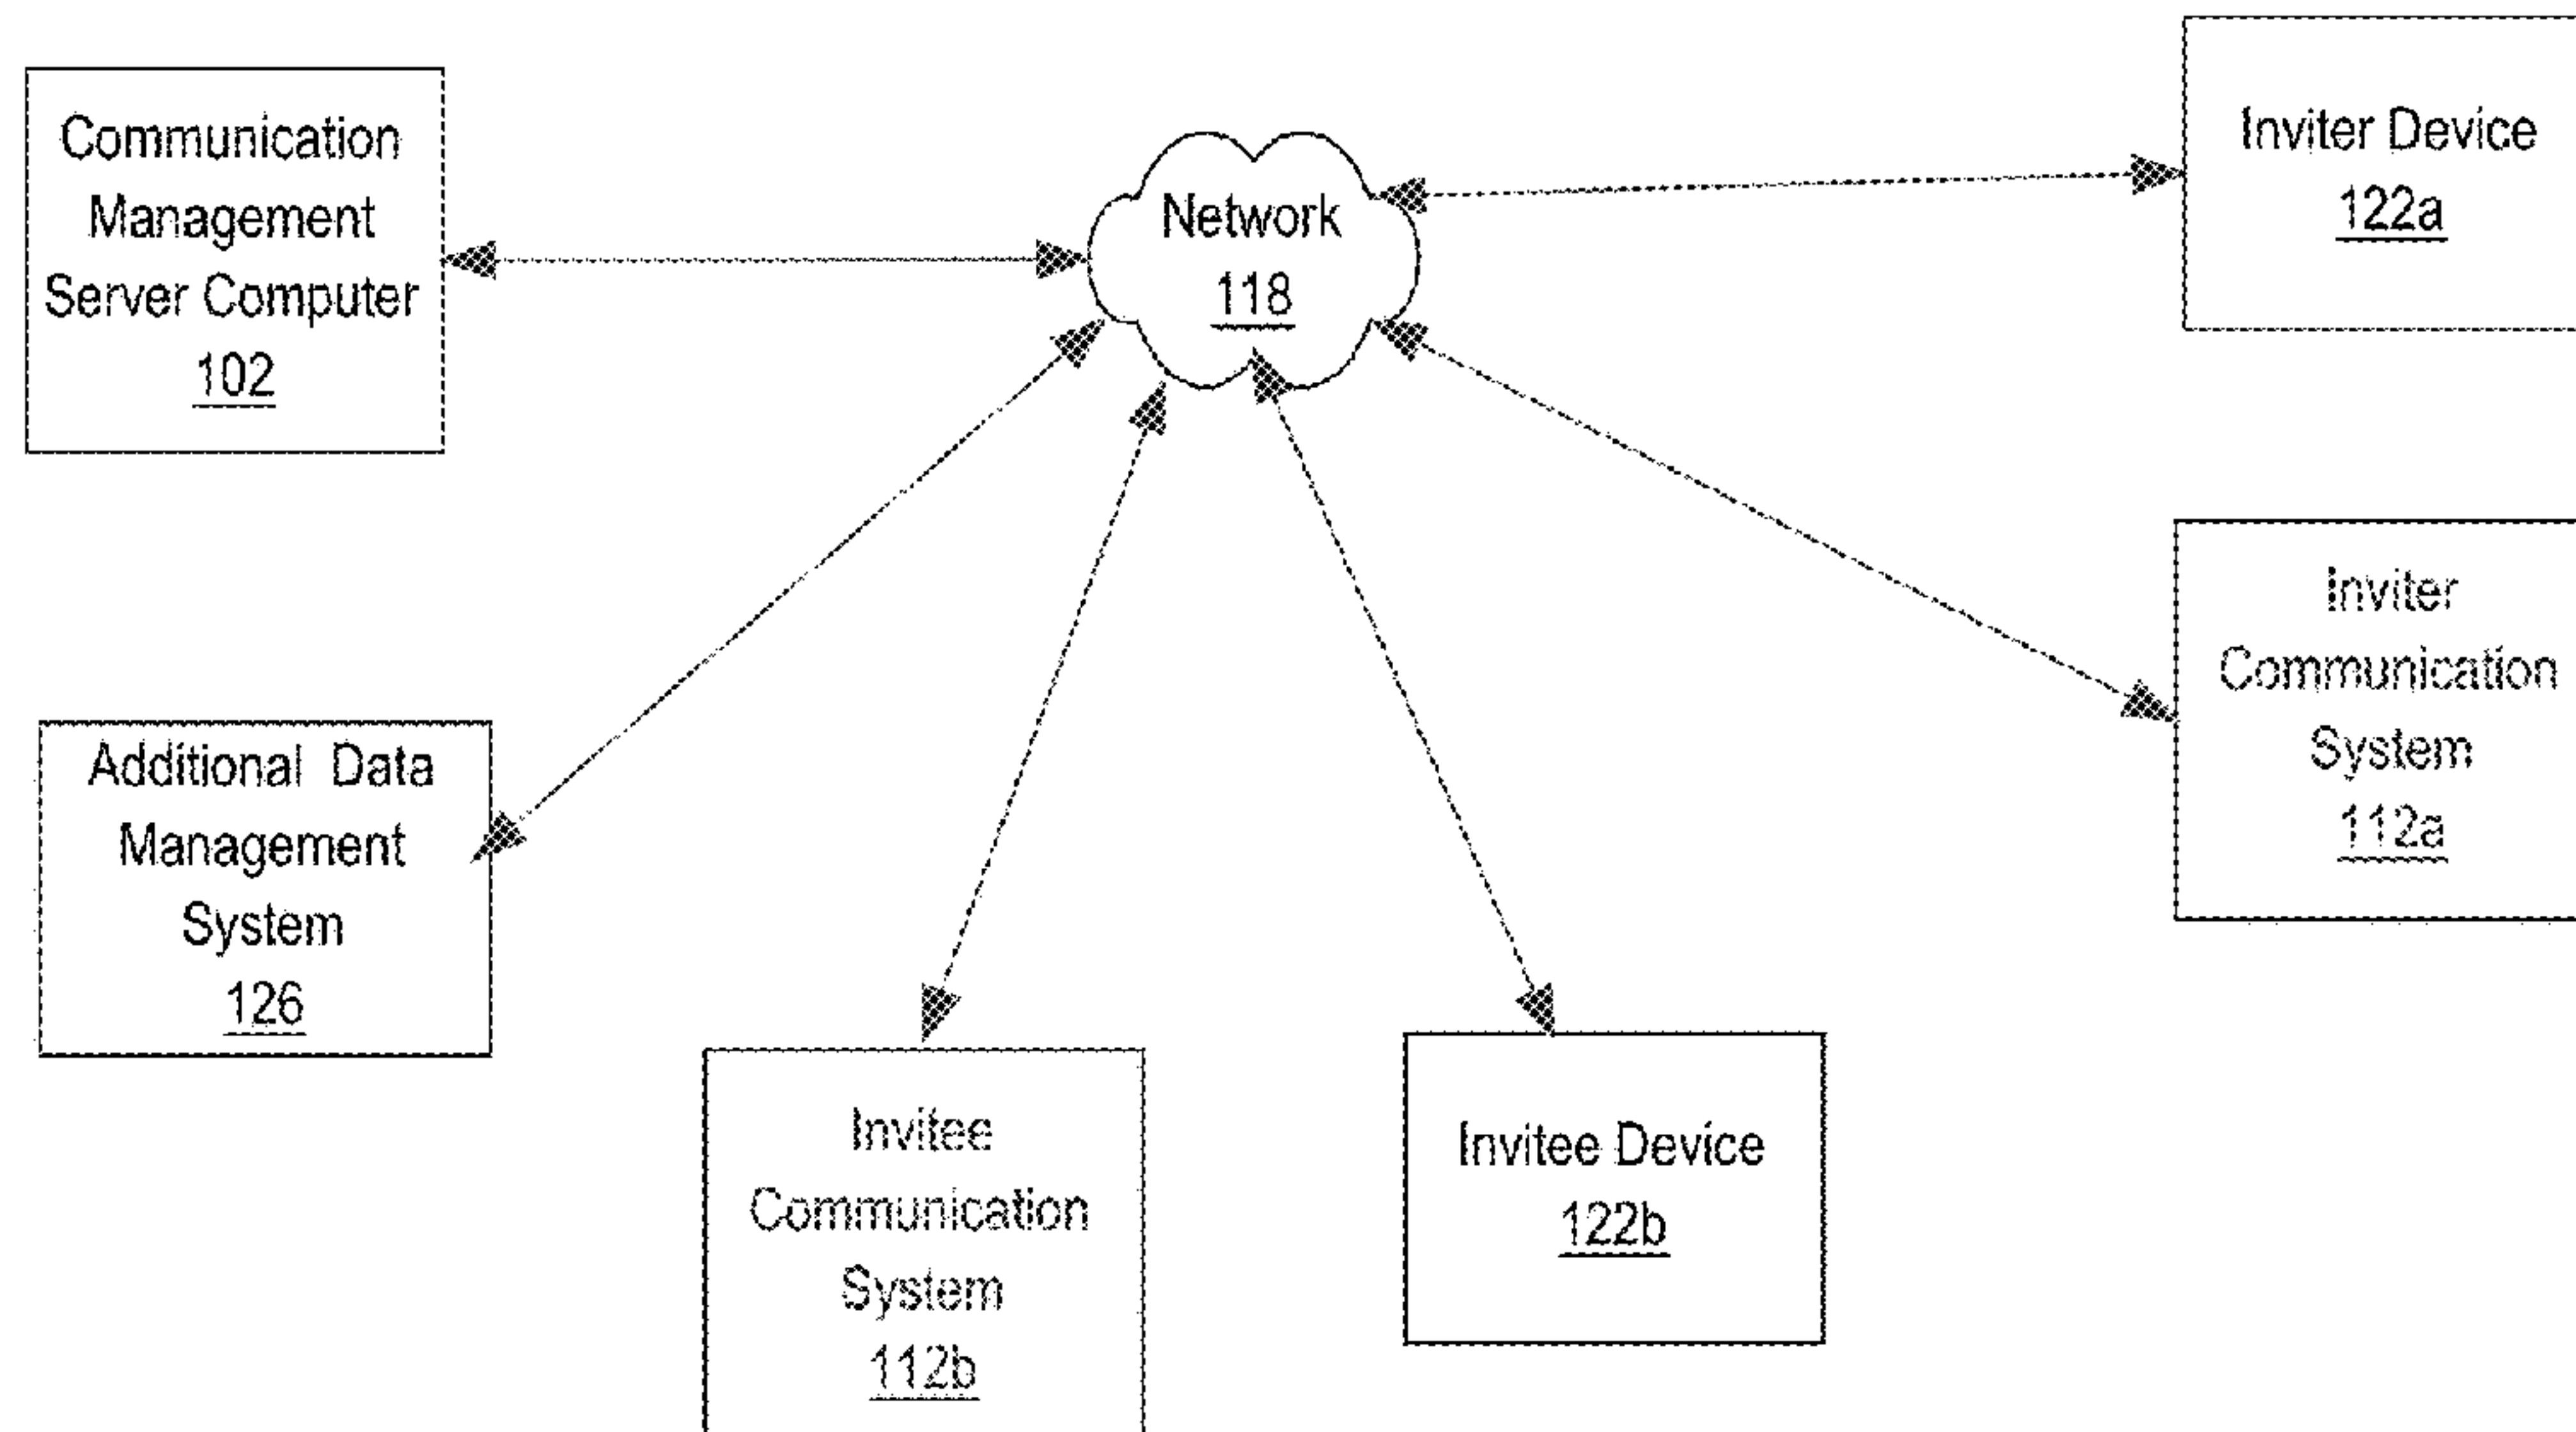 Communication
Management
Server Computer
102
Network
118
Inviter Device
122a
Inviter
Communication
System
112a
Additional Data
Management
System
126
Invitee
Communication
System
112b
Invitee Device
122b